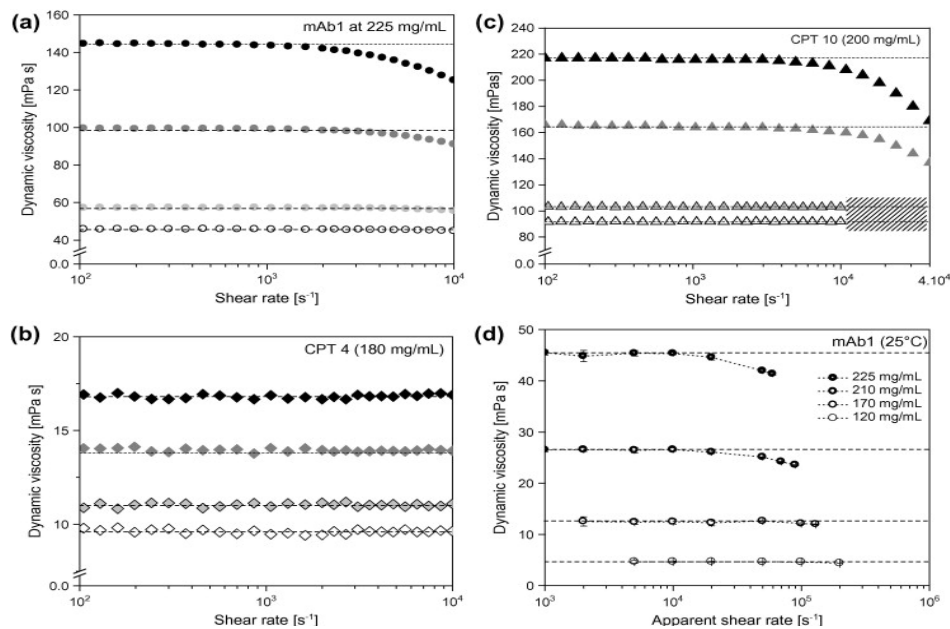 (a)
mAb1 at 225 mg/mL
Dynamic viscosity [mPa s]
160
140
120
100
80
60
40
0.0
10² 10³ 10⁴
Shear rate [s⁻¹]
(c)
CPT 10 (200 mg/mL)
Dynamic viscosity [mPas]
240
220
200
180
160
140
120
100
80
0.0
10² 10³ 10⁴ 4.10⁴
Shear rate [s⁻¹]
(b)
CPT 4 (180 mg/mL)
Dynamic viscosity [mPa s]
20
15
10
0.0
10² 10³ 10⁴
Shear rate [s⁻¹]
(d)
mAb1 (25°C)
225 mg/mL
210 mg/mL
170 mg/mL
120 mg/mL
Dynamic viscosity [mPa s]
50
40
30
20
10
0
10³ 10⁴ 10⁵ 10⁶
Apparent shear rate [s⁻¹]